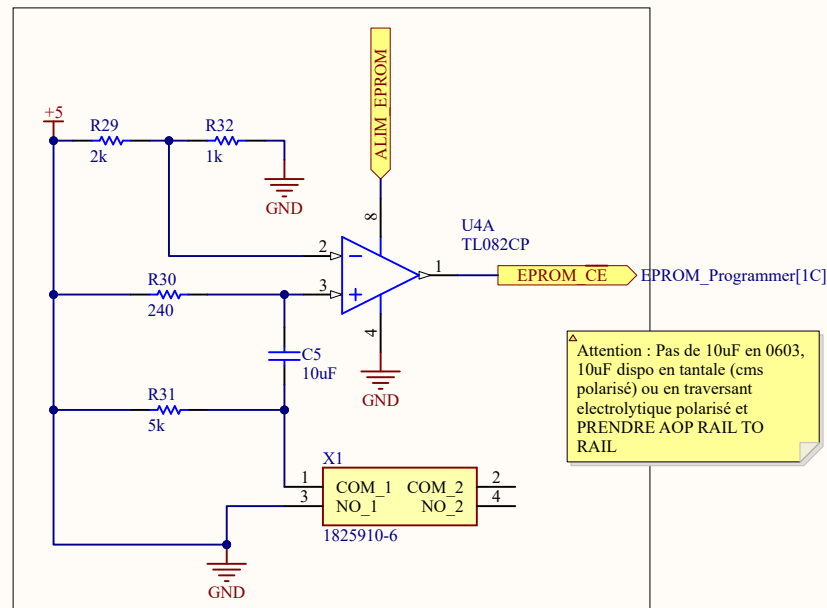 +5
R29
2k
R32
1k
GND
ALIM_EPROM
8
U4A
TL082CP
2
1
EPROM_CE
EPROM_Programmer[1C]
R30
240
3
4
GND
C5
10uF
Attention : Pas de 10uF en 0603,
10uF dispo en tantale (cms
polarisé) ou en traversant
electrolytique polarisé et
PRENDRE AOP RAIL TO
RAIL
R31
5k
X1
1 COM_1 COM_2 2
3 NO_1 NO_2 4
1825910-6
GND